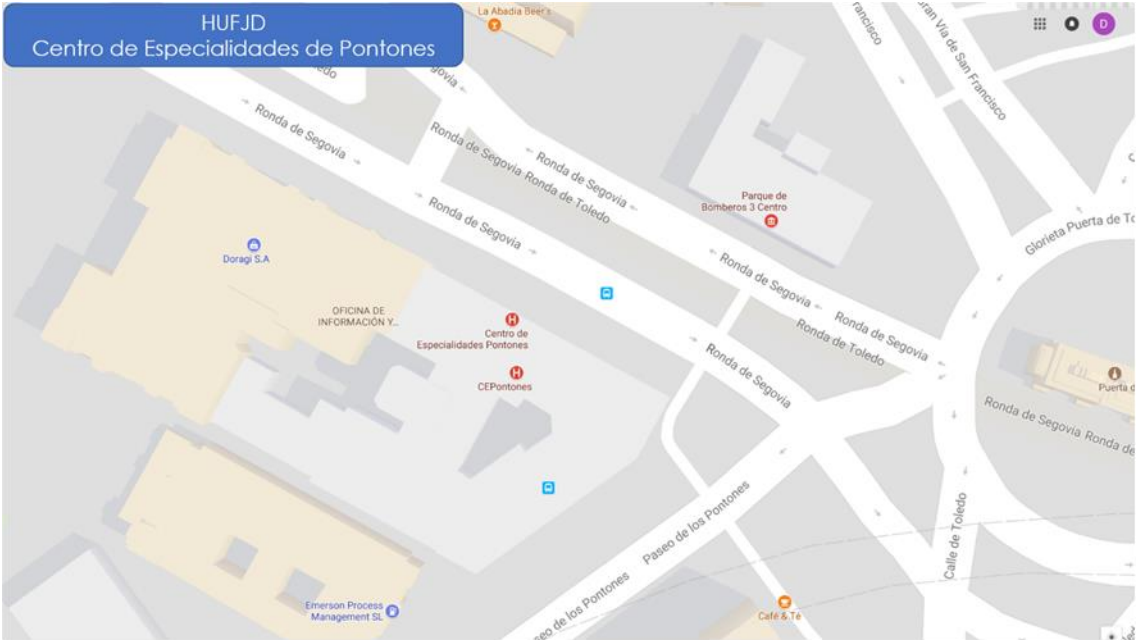 HUFJD
Centro de Especialidades de Pontones
La Abadia Beer's
D
Francisco
Gran Vía de San Francisco
Ronda de Segovia
Ronda de Segovia Ronda de Toledo
Ronda de Segovia
Ronda de Segovia
Parque de
Bomberos 3 Centro
Glorieta Puerta de To
Doragi S.A
Ronda de Segovia
OFICINA DE
INFORMACIÓN Y...
Ronda de Segovia
Ronda de Toledo
H
Centro de
Especialidades Pontones
Ronda de Segovia
H
CEPontones
Puerta d
Ronda de Segovia Ronda de
Paseo de los Pontones
Calle de Toledo
Paseo de los Pontones
Emerson Process
Management SL
Café & Té